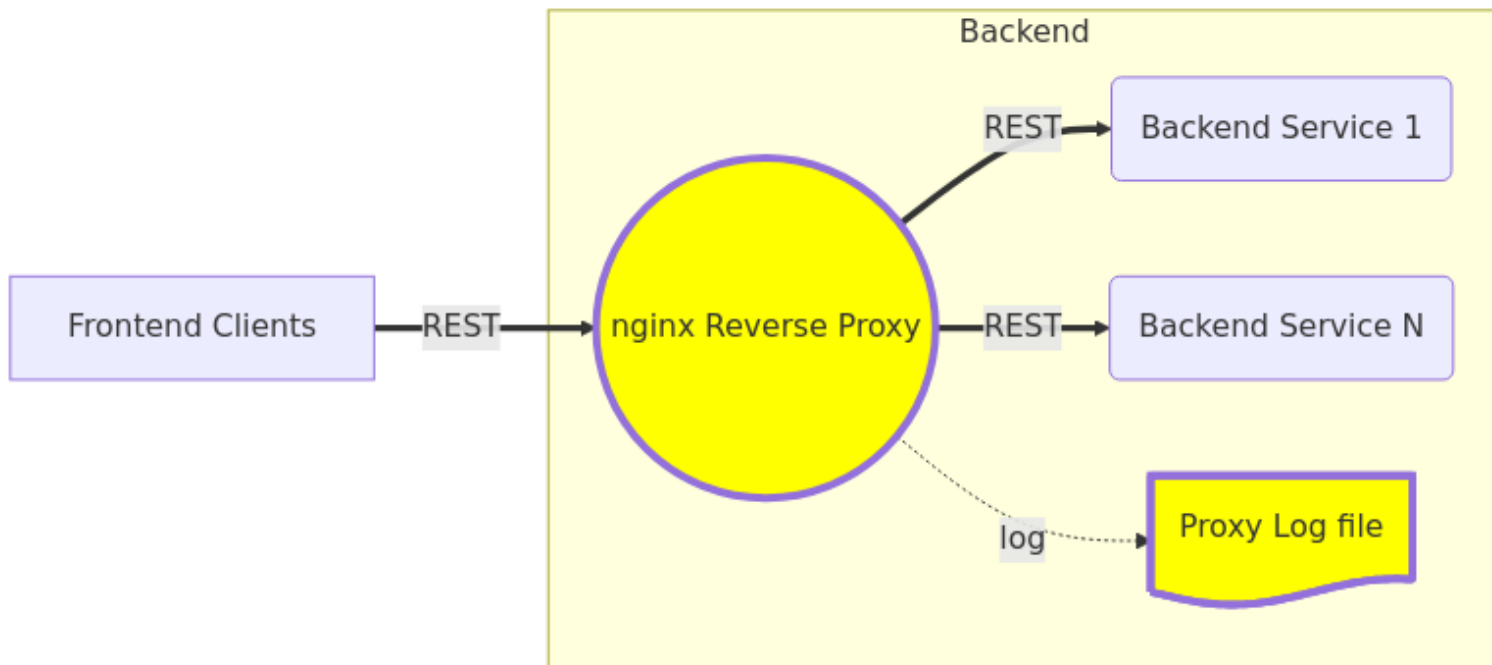 Backend
REST
Backend Service 1
Frontend Clients
REST
nginx Reverse Proxy
REST
Backend Service N
log
Proxy Log file